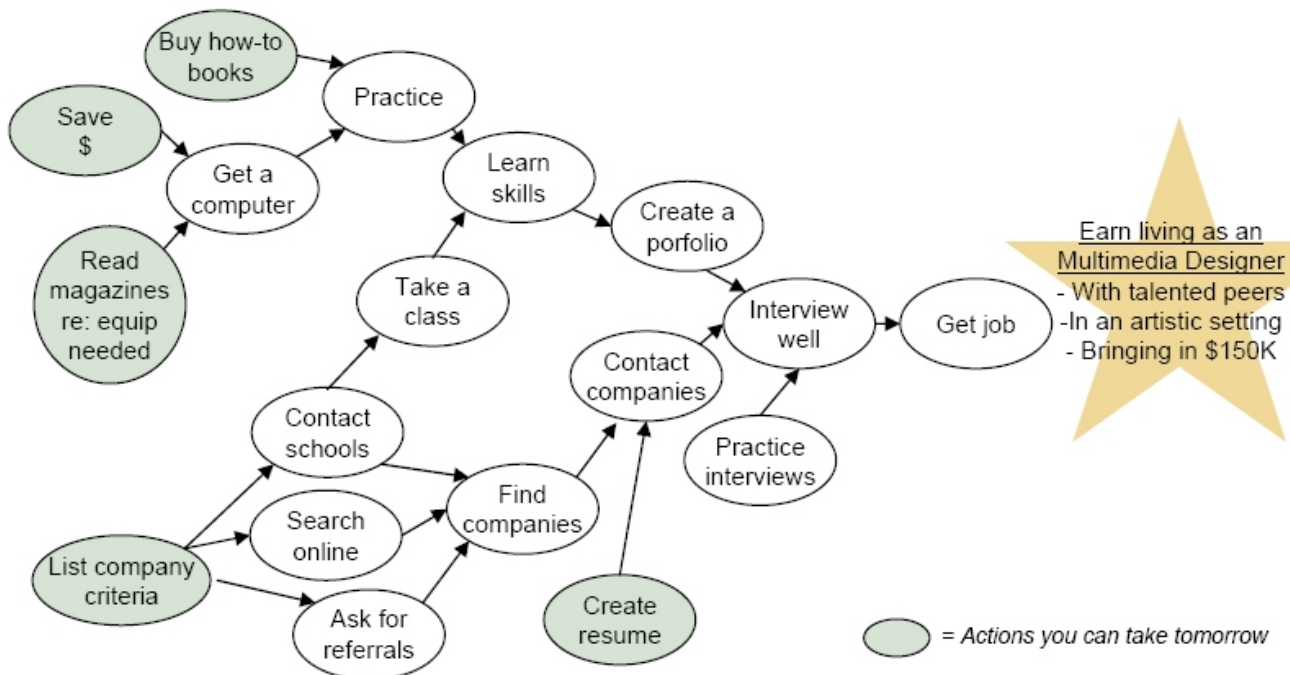 Buy how-to
books
Practice
Save
$
Get a
computer
Learn
skills
Create a
porfolio
Read
magazines
re: equip
needed
Take a
class
Earn living as an
Multimedia Designer
- With talented peers
-In an artistic setting
- Bringing in $150K
Interview
well
Get job
Contact
companies
Contact
schools
Practice
interviews
Find
companies
Search
online
List company
criteria
Ask for
referrals
Create
resume
= Actions you can take tomorrow